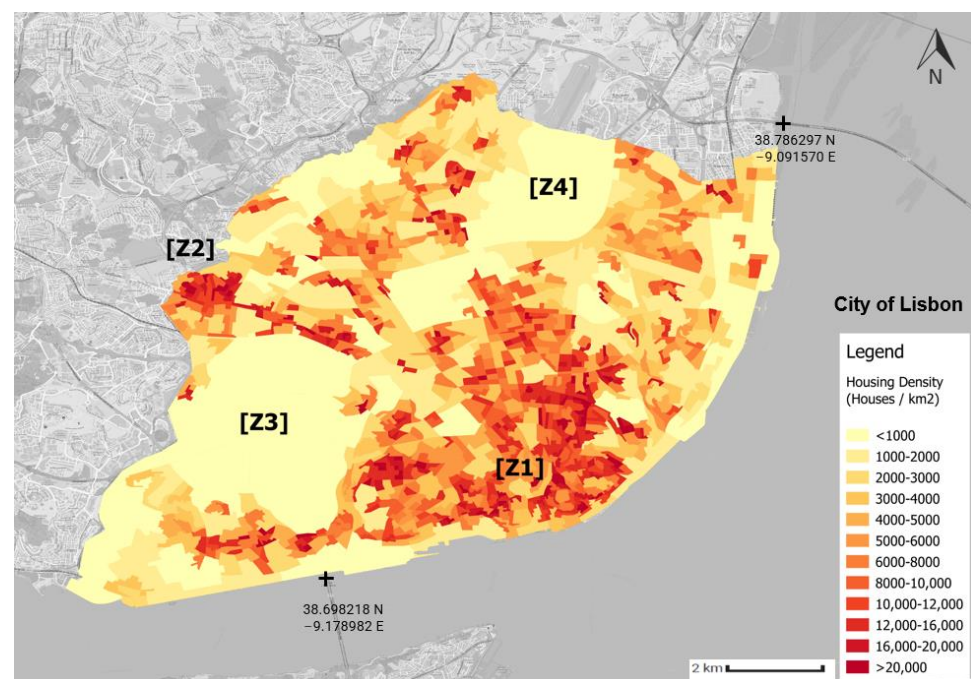 N
38.786297 N
−9.091570 E
[Z4]
[Z2]
City of Lisbon
Legend
Housing Density
(Houses / km2)
<1000
1000-2000
2000-3000
3000-4000
4000-5000
5000-6000
6000-8000
8000-10,000
10,000-12,000
12,000-16,000
16,000-20,000
>20,000
[Z3]
[Z1]
38.698218 N
−9.178982 E
2 km